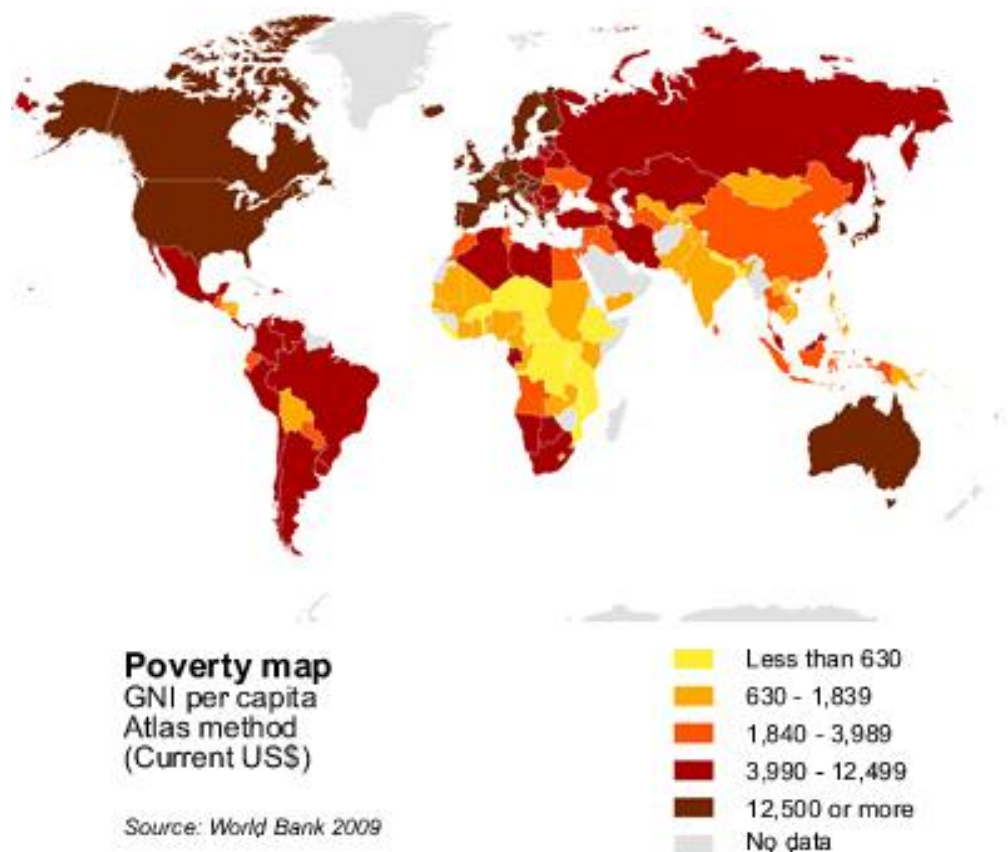 Poverty map
GNI per capita
Atlas method
(Current US$)
Source: World Bank 2009
Less than 630
630 - 1,839
1,840 - 3,989
3,990 - 12,499
12,500 or more
No data